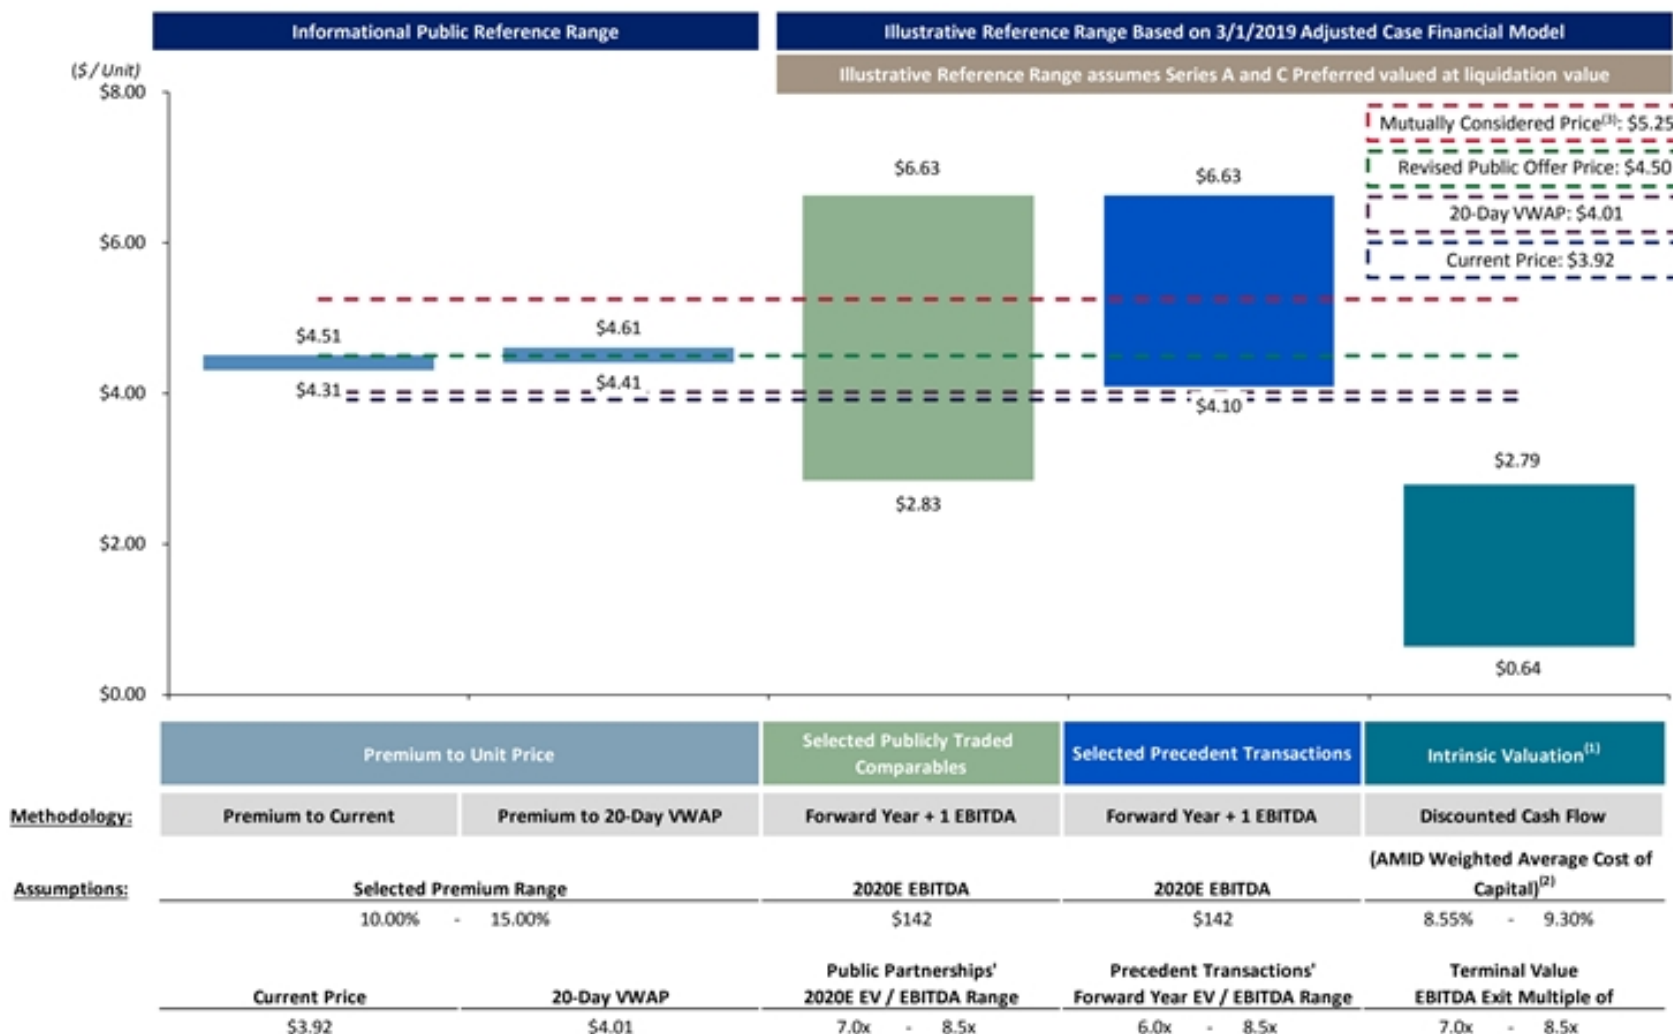 Informational Public Reference Range
Illustrative Reference Range Based on 3/1/2019 Adjusted Case Financial Model
Illustrative Reference Range assumes Series A and C Preferred valued at liquidation value
($ / Unit)
$8.00
$6.00
$4.00
$2.00
$0.00
Mutually Considered Price(3): $5.25
Revised Public Offer Price: $4.50
20-Day VWAP: $4.01
Current Price: $3.92
$4.51
$4.31
$4.61
$4.41
$6.63
$2.83
$6.63
$4.10
$2.79
$0.64
Premium to Unit Price
Selected Publicly Traded
Comparables
Selected Precedent Transactions
Intrinsic Valuation(1)
Methodology:
Premium to Current
Premium to 20-Day VWAP
Forward Year + 1 EBITDA
Forward Year + 1 EBITDA
Discounted Cash Flow
Assumptions:
Selected Premium Range
2020E EBITDA
2020E EBITDA
(AMID Weighted Average Cost of
Capital)(2)
10.00% - 15.00%
$142
$142
8.55% - 9.30%
Current Price
20-Day VWAP
Public Partnerships'
2020E EV / EBITDA Range
Precedent Transactions'
Forward Year EV / EBITDA Range
Terminal Value
EBITDA Exit Multiple of
$3.92
$4.01
7.0x - 8.5x
6.0x - 8.5x
7.0x - 8.5x